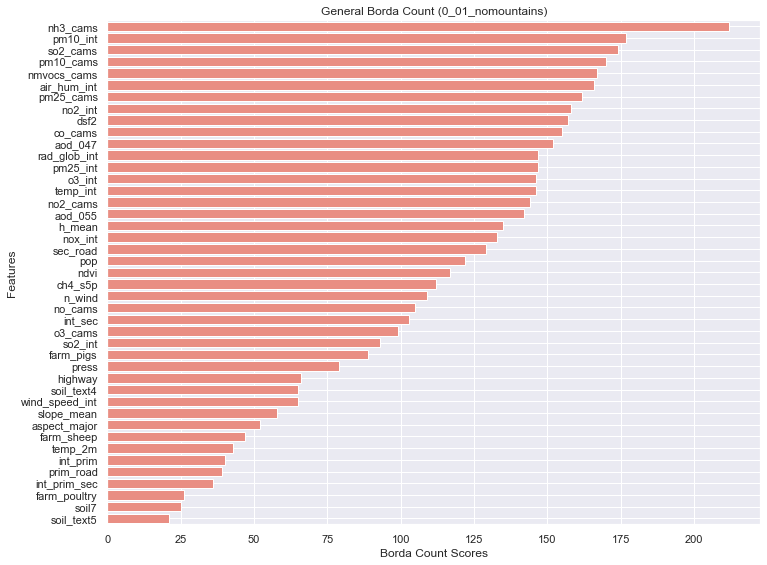 General Borda Count (0_01_nomountains)
nh3_cams
pm10_int
so2_cams
pm10_cams
nmvocs_cams
air_hum_int
pm25_cams
no2_int
dsf2
co_cams
aod_047
rad_glob_int
pm25_int
o3_int
temp_int
no2_cams
aod_055
h_mean
nox_int
sec_road
pop
ndvi
ch4_s5p
n_wind
no_cams
int_sec
o3_cams
so2_int
farm_pigs
press
highway
soil_text4
wind_speed_int
slope_mean
aspect_major
farm_sheep
temp_2m
int_prim
prim_road
int_prim_sec
farm_poultry
soil7
soil_text5
Features
0 25 50 75 100 125 150 175 200
Borda Count Scores